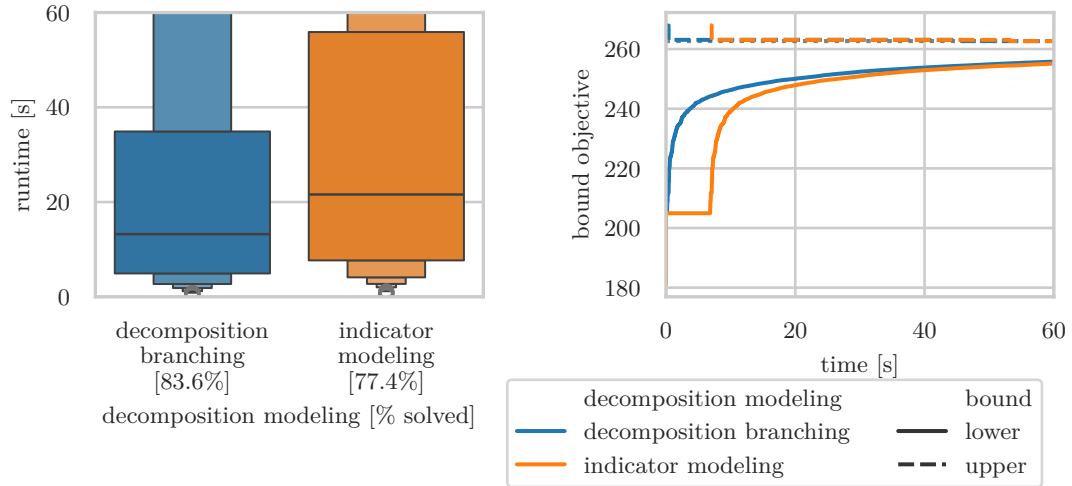 60
40
20
0
runtime [s]
decomposition
branching
[83.6%]
indicator
modeling
[77.4%]
decomposition modeling [% solved]
260
240
220
200
180
bound objective
0
20
40
60
time [s]
decomposition modeling
decomposition branching
indicator modeling
bound
lower
upper